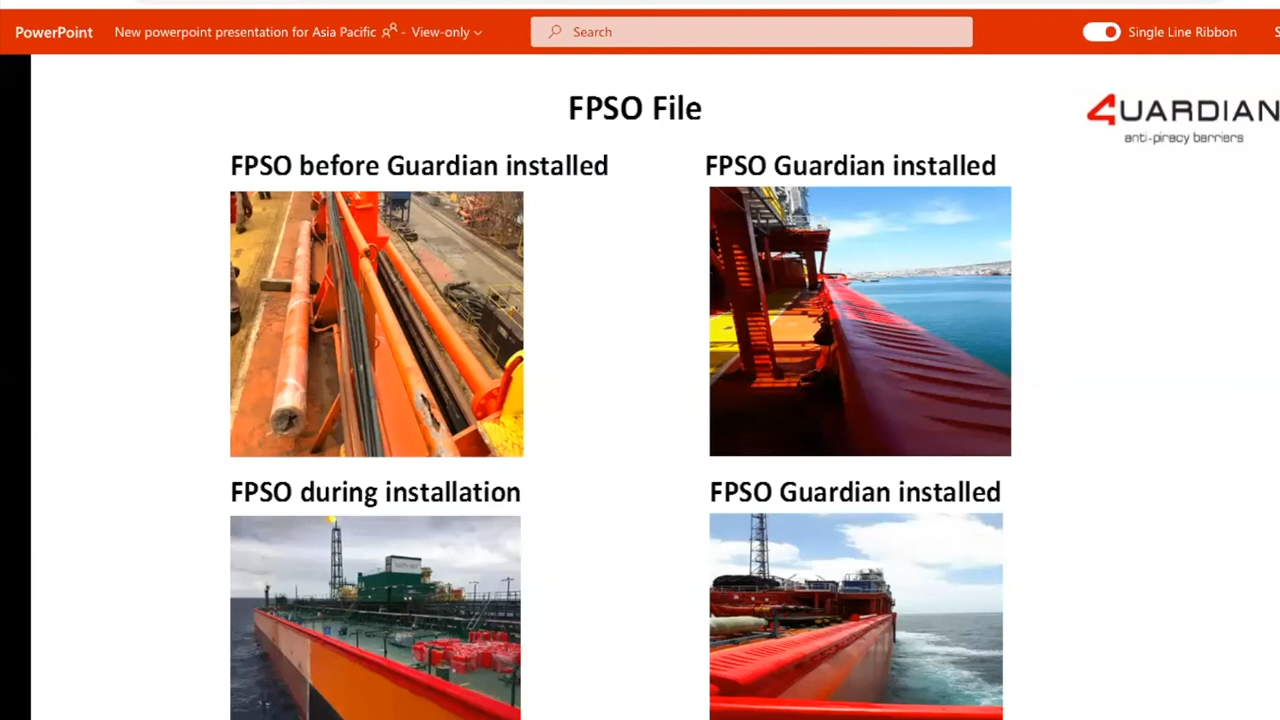 PowerPoint New powerpoint presentation for Asia Pacific - View-only Search Single Line Ribbon
FPSO File
4UARDIAN
anti-piracy barriers
FPSO before Guardian installed
FPSO Guardian installed
FPSO during installation
FPSO Guardian installed